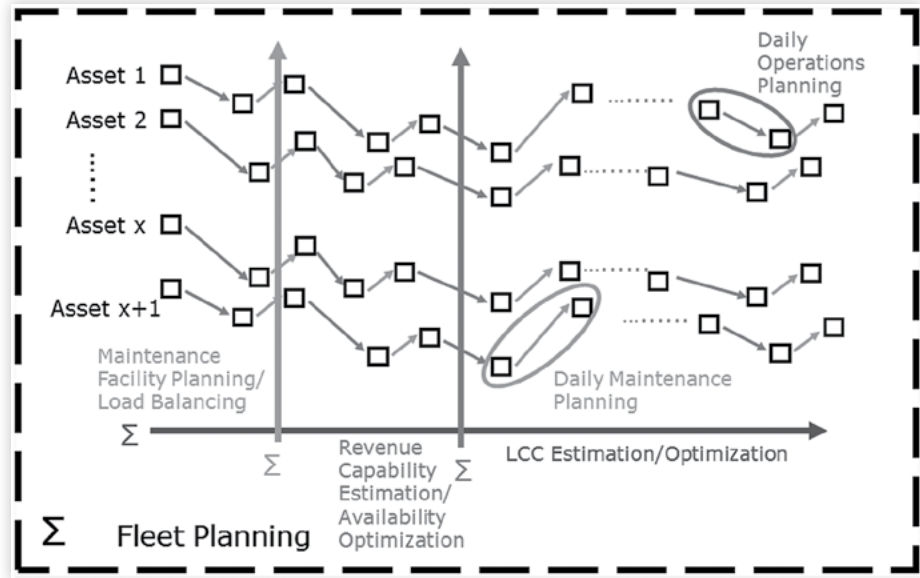 Asset 1
Asset 2
Asset x
Asset x+1
Daily
Operations
Planning
Maintenance
Facility Planning/
Load Balancing
Daily Maintenance
Planning
Σ
Σ
Revenue
Capability
Estimation/
Availability
Optimization
Σ
LCC Estimation/Optimization
Σ Fleet Planning